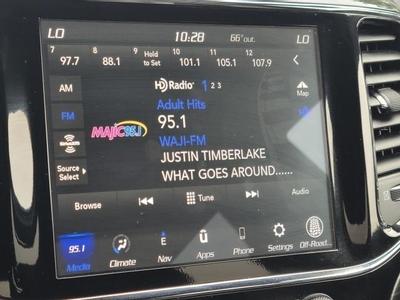 LO 10:28 66° out. LO
7 8 9 Hold 10 11 12
97.7 88.1 to Set 101.1 105.1 107.9
AM
HD Radio 1 2 3
Map
Adult Hits
FM
95.1
MAJIC 95.1
WAJI-FM
SiriusXM
JUSTIN TIMBERLAKE
Source
Select
WHAT GOES AROUND......
Browse Tune Audio
95.1 E
Media Climate Nav Apps Phone Settings Off-Road...